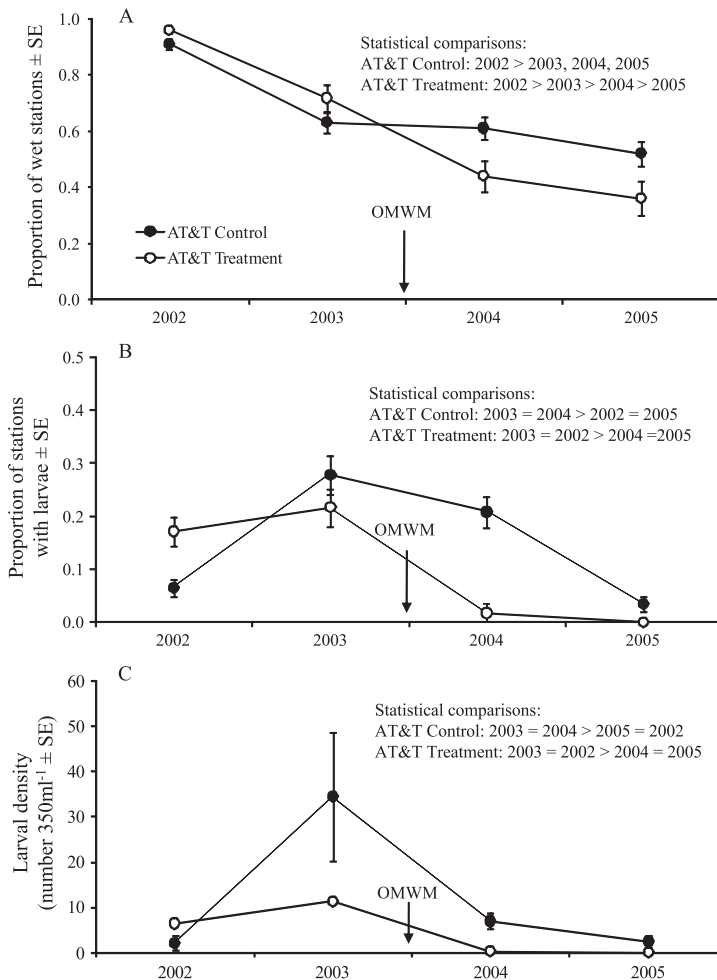 A
Statistical comparisons:
AT&T Control: 2002 > 2003, 2004, 2005
AT&T Treatment: 2002 > 2003 > 2004 > 2005
Proportion of wet stations ± SE
1.0
0.8
0.6
0.4
0.2
0.0
OMWM
AT&T Control
AT&T Treatment
2002 2003 2004 2005
B
Statistical comparisons:
AT&T Control: 2003 = 2004 > 2002 = 2005
AT&T Treatment: 2003 = 2002 > 2004 =2005
Proportion of stations
with larvae ± SE
0.5
0.4
0.3
0.2
0.1
0.0
OMWM
2002 2003 2004 2005
C
Statistical comparisons:
AT&T Control: 2003 = 2004 > 2005 = 2002
AT&T Treatment: 2003 = 2002 > 2004 = 2005
Larval density
(number 350ml⁻¹ ± SE)
60
50
40
30
20
10
0
OMWM
2002 2003 2004 2005